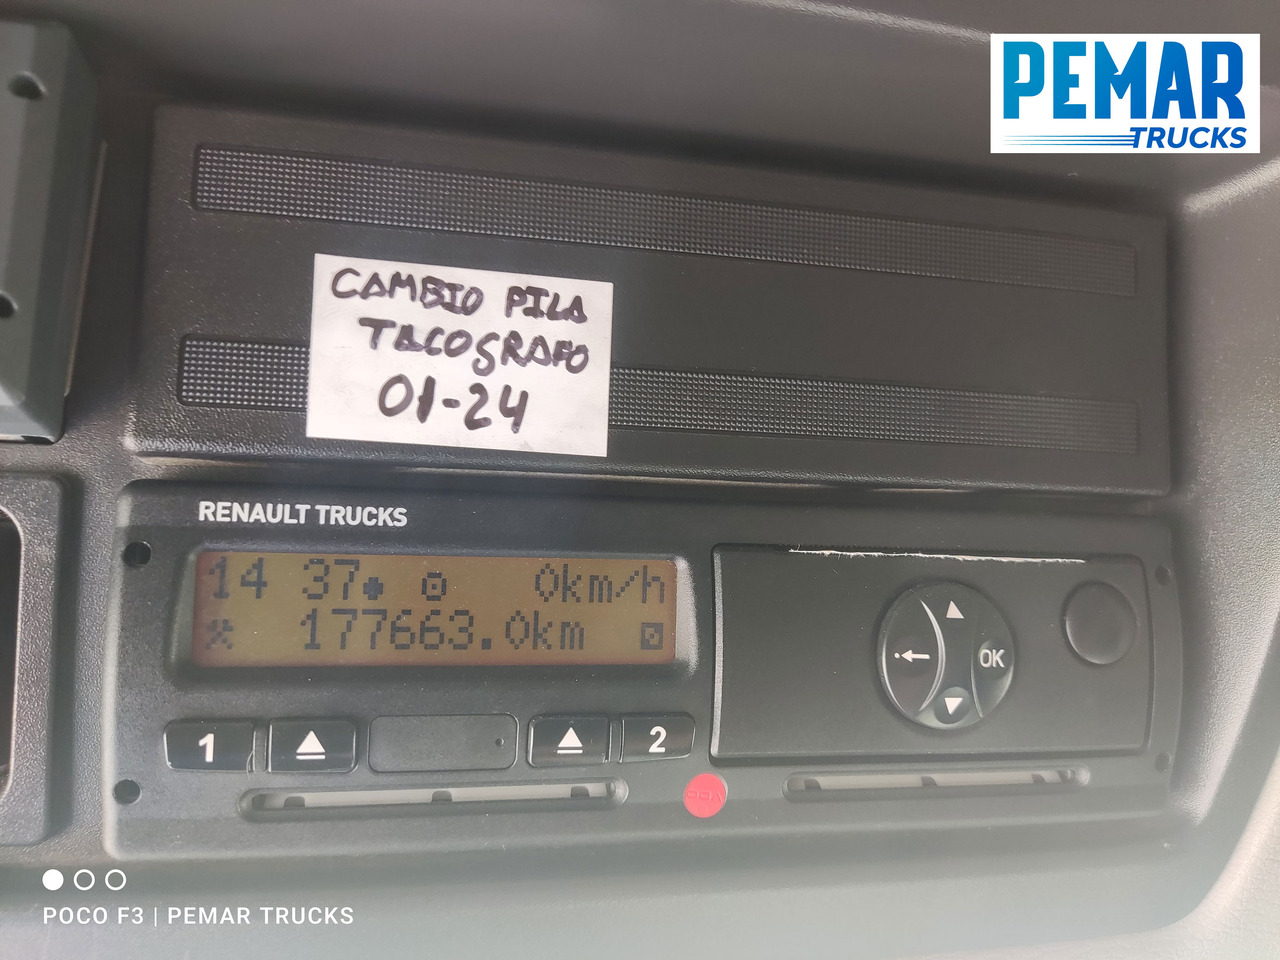 PEMAR
TRUCKS
CAMBIO PILA
TACOGRAFO
01-24
RENAULT TRUCKS
14 37 0km/h
177663.0km
OK
1
2
POCO F3 | PEMAR TRUCKS